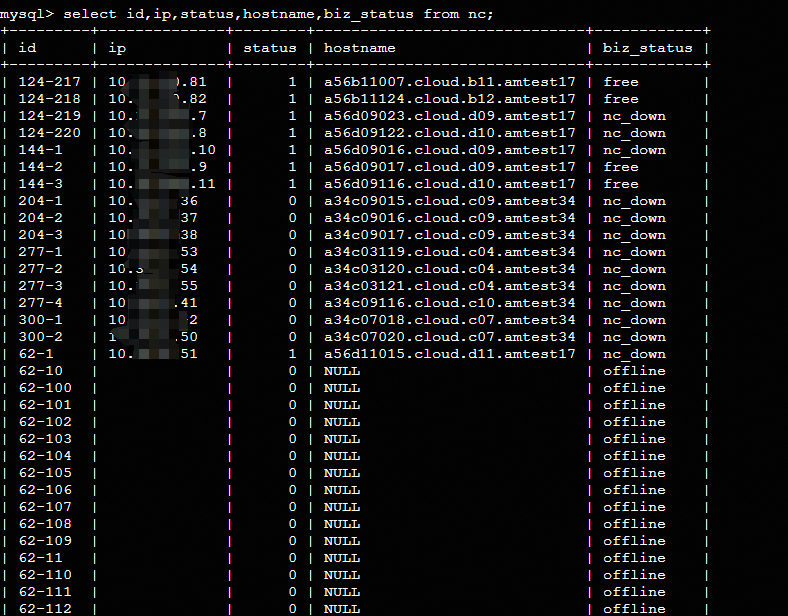 mysql> select id,ip,status,hostname,biz_status from nc;
+---------+--------------+--------+------------------------------+------------+
| id | ip | status | hostname | biz_status |
+---------+--------------+--------+------------------------------+------------+
| 124-217 | 10. .81 | 1 | a56b11007.cloud.b11.amtest17 | free |
| 124-218 | 10. .82 | 1 | a56b11124.cloud.b12.amtest17 | free |
| 124-219 | 10. .7 | 1 | a56d09023.cloud.d09.amtest17 | nc_down |
| 124-220 | 10. .8 | 1 | a56d09122.cloud.d10.amtest17 | nc_down |
| 144-1 | 10. .10 | 1 | a56d09016.cloud.d09.amtest17 | nc_down |
| 144-2 | 10. .9 | 1 | a56d09017.cloud.d09.amtest17 | free |
| 144-3 | 10. .11 | 1 | a56d09116.cloud.d10.amtest17 | free |
| 204-1 | 10. 36 | 0 | a34c09015.cloud.c09.amtest34 | nc_down |
| 204-2 | 10. 37 | 0 | a34c09016.cloud.c09.amtest34 | nc_down |
| 204-3 | 10 38 | 0 | a34c09017.cloud.c09.amtest34 | nc_down |
| 277-1 | 10 53 | 0 | a34c03119.cloud.c04.amtest34 | nc_down |
| 277-2 | 10. 54 | 0 | a34c03120.cloud.c04.amtest34 | nc_down |
| 277-3 | 10. 55 | 0 | a34c03121.cloud.c04.amtest34 | nc_down |
| 277-4 | 10 .41 | 0 | a34c09116.cloud.c10.amtest34 | nc_down |
| 300-1 | 10 2 | 0 | a34c07018.cloud.c07.amtest34 | nc_down |
| 300-2 | .50 | 0 | a34c07020.cloud.c07.amtest34 | nc_down |
| 62-1 | 10. 51 | 1 | a56d11015.cloud.d11.amtest17 | nc_down |
| 62-10 | | 0 | NULL | offline |
| 62-100 | | 0 | NULL | offline |
| 62-101 | | 0 | NULL | offline |
| 62-102 | | 0 | NULL | offline |
| 62-103 | | 0 | NULL | offline |
| 62-104 | | 0 | NULL | offline |
| 62-105 | | 0 | NULL | offline |
| 62-106 | | 0 | NULL | offline |
| 62-107 | | 0 | NULL | offline |
| 62-108 | | 0 | NULL | offline |
| 62-109 | | 0 | NULL | offline |
| 62-11 | | 0 | NULL | offline |
| 62-110 | | 0 | NULL | offline |
| 62-111 | | 0 | NULL | offline |
| 62-112 | | 0 | NULL | offline |